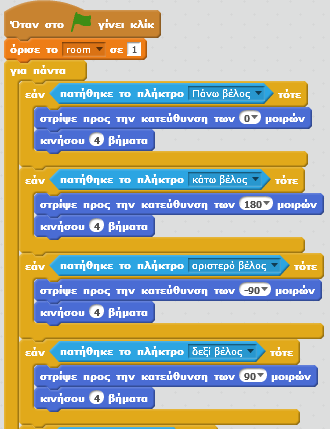 Όταν στο γίνει κλίκ
όρισε το room σε 1
για πάντα
εάν πατήθηκε το πλήκτρο Πάνω βέλος τότε
στρίψε προς την κατεύθυνση των 0 μοιρών
κινήσου 4 βήματα
εάν πατήθηκε το πλήκτρο κάτω βέλος τότε
στρίψε προς την κατεύθυνση των 180 μοιρών
κινήσου 4 βήματα
εάν πατήθηκε το πλήκτρο αριστερό βέλος τότε
στρίψε προς την κατεύθυνση των -90 μοιρών
κινήσου 4 βήματα
εάν πατήθηκε το πλήκτρο δεξί βέλος τότε
στρίψε προς την κατεύθυνση των 90 μοιρών
κινήσου 4 βήματα